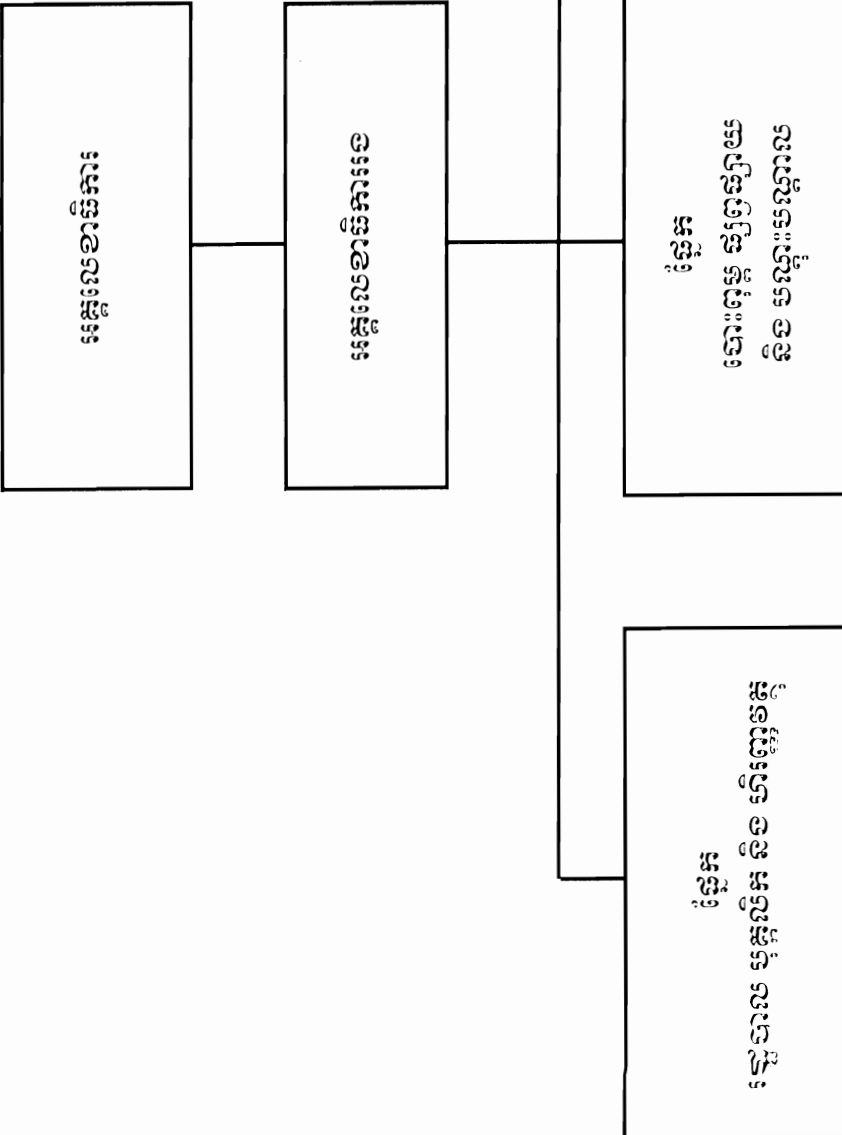 អគ្គលេខាធិការ
អគ្គលេខាធិការរង
ផ្នែក
បោះពុម្ព ផ្សព្វផ្សាយ
និង បណ្តុះបណ្តាល
ផ្នែក
រដ្ឋបាល បុគ្គលិក និង ហិរញ្ញវត្ថុ